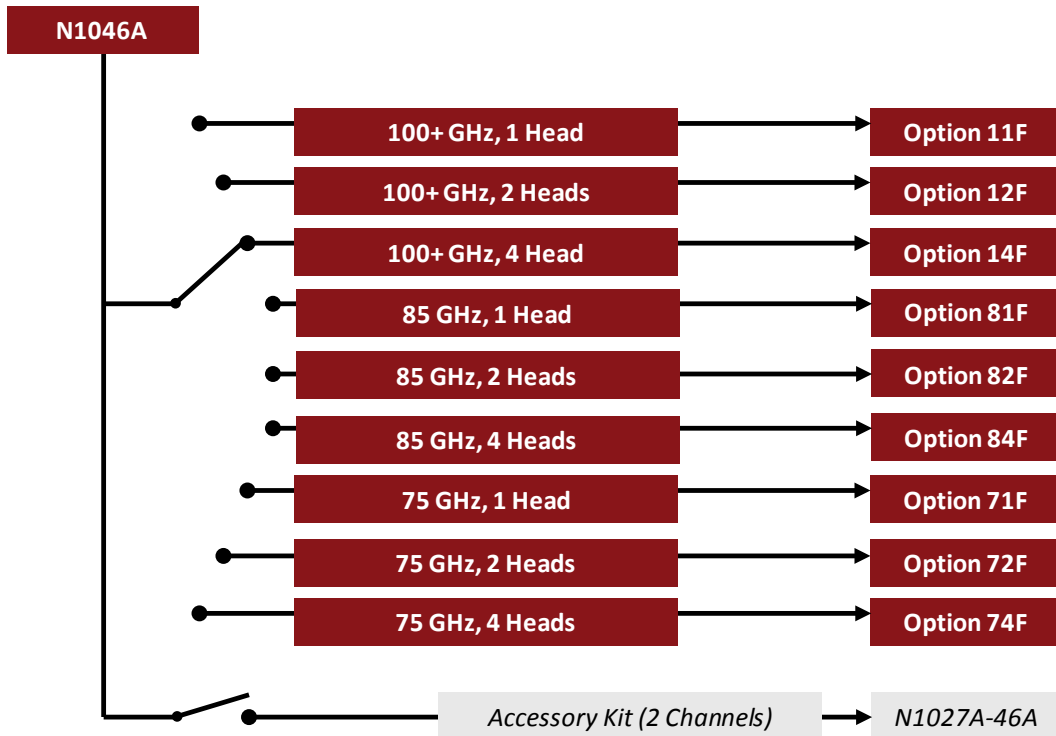 N1046A
100+ GHz, 1 Head
Option 11F
100+ GHz, 2 Heads
Option 12F
100+ GHz, 4 Head
Option 14F
85 GHz, 1 Head
Option 81F
85 GHz, 2 Heads
Option 82F
85 GHz, 4 Heads
Option 84F
75 GHz, 1 Head
Option 71F
75 GHz, 2 Heads
Option 72F
75 GHz, 4 Heads
Option 74F
Accessory Kit (2 Channels)
N1027A-46A